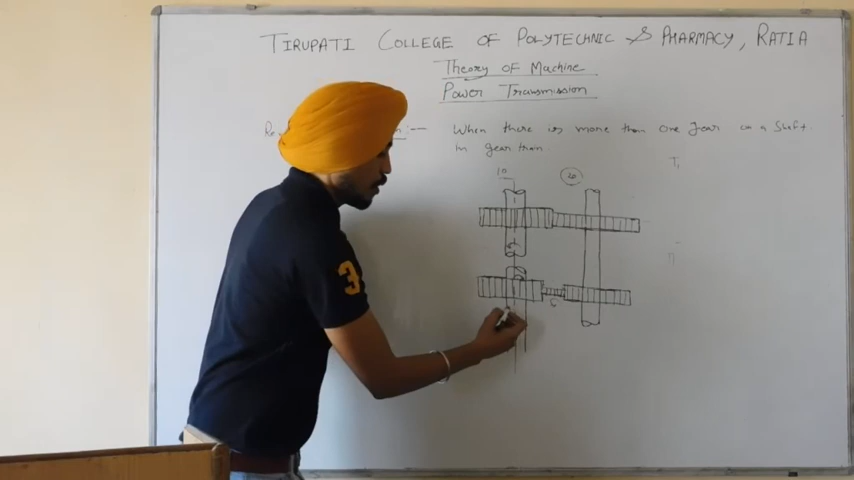 TIRUPATI COLLEGE OF POLYTECHNIC & PHARMACY, RATIA
Theory of Machine
Power Transmission
When there is more than one gear on a shaft
in gear train
10
20
T,
C
3